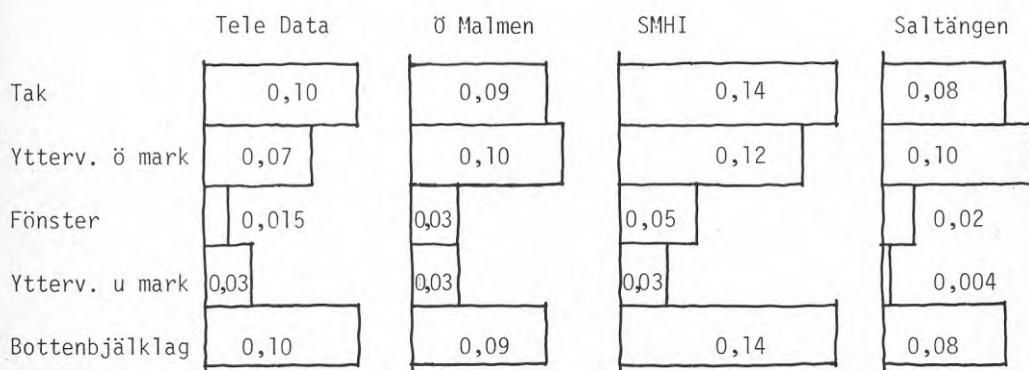 Tele Data Ö Malmen SMHI Saltängen
Tak 0,10 0,09 0,14 0,08
Ytterv. ö mark 0,07 0,10 0,12 0,10
Fönster 0,015 0,03 0,05 0,02
Ytterv. u mark 0,03 0,03 0,03 0,004
Bottenbjälklag 0,10 0,09 0,14 0,08